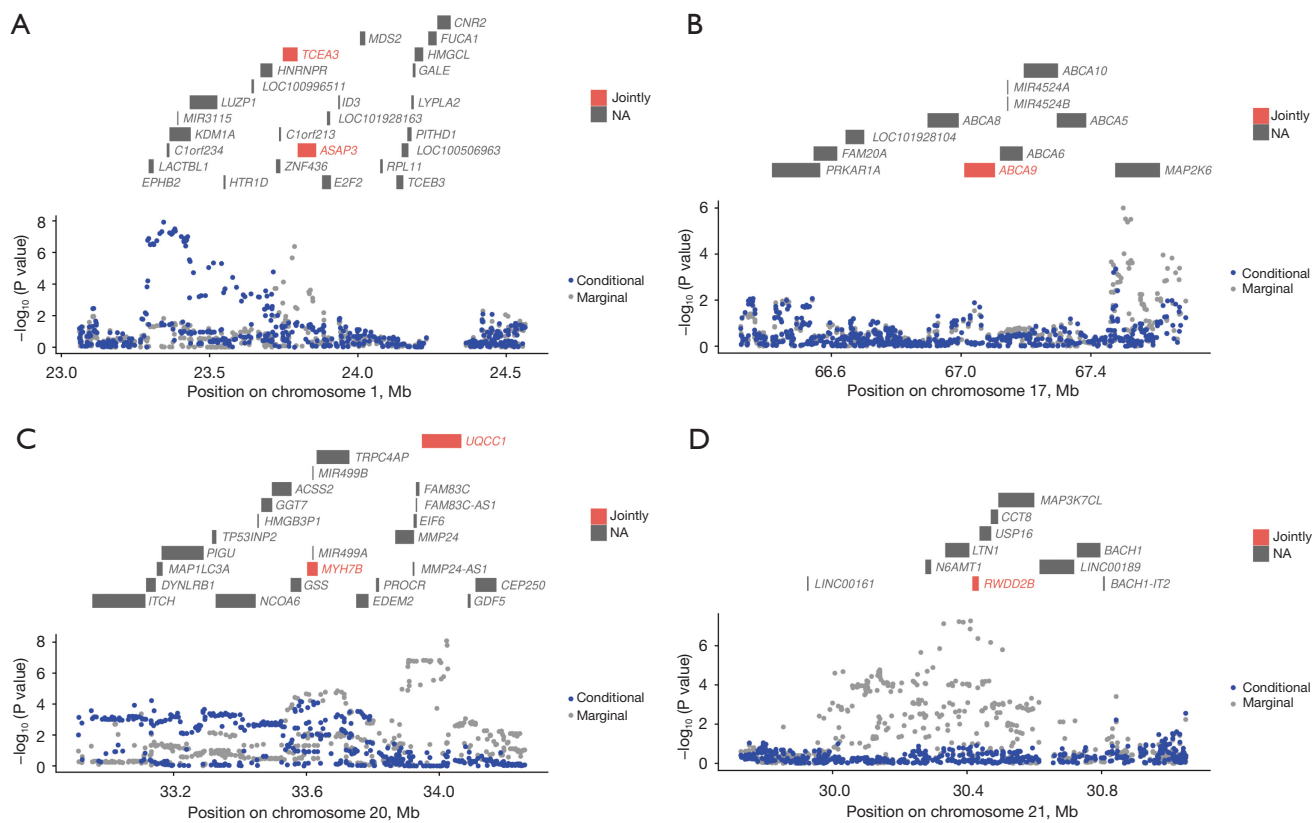 A
CNR2
MDS2
FUCA1
TCEA3
HMGCL
HNRNPR
GALE
LOC100996511
LUZP1
ID3
LYPLA2
MIR3115
LOC101928163
KDM1A
C1orf213
PITHD1
C1orf234
ASAP3
LOC100506963
LACTBL1
ZNF436
RPL11
EPHB2
HTR1D
E2F2
TCEB3
Jointly
NA
8
6
4
2
0
−log10 (P value)
Conditional
Marginal
23.0
23.5
24.0
24.5
Position on chromosome 1, Mb
B
ABCA10
MIR4524A
MIR4524B
ABCA8
ABCA5
LOC101928104
FAM20A
ABCA6
PRKAR1A
ABCA9
MAP2K6
Jointly
NA
6
4
2
0
−log10 (P value)
Conditional
Marginal
66.6
67.0
67.4
Position on chromosome 17, Mb
C
UQCC1
TRPC4AP
MIR499B
ACSS2
FAM83C
GGT7
FAM83C-AS1
HMGB3P1
EIF6
TP53INP2
MMP24
PIGU
MIR499A
MAP1LC3A
MYH7B
MMP24-AS1
DYNLRB1
GSS
PROCR
CEP250
ITCH
NCOA6
EDEM2
GDF5
Jointly
NA
8
6
4
2
0
−log10 (P value)
Conditional
Marginal
33.2
33.6
34.0
Position on chromosome 20, Mb
D
MAP3K7CL
CCT8
USP16
LTN1
BACH1
N6AMT1
LINC00189
LINC00161
RWDD2B
BACH1-IT2
Jointly
NA
6
4
2
0
−log10 (P value)
Conditional
Marginal
30.0
30.4
30.8
Position on chromosome 21, Mb